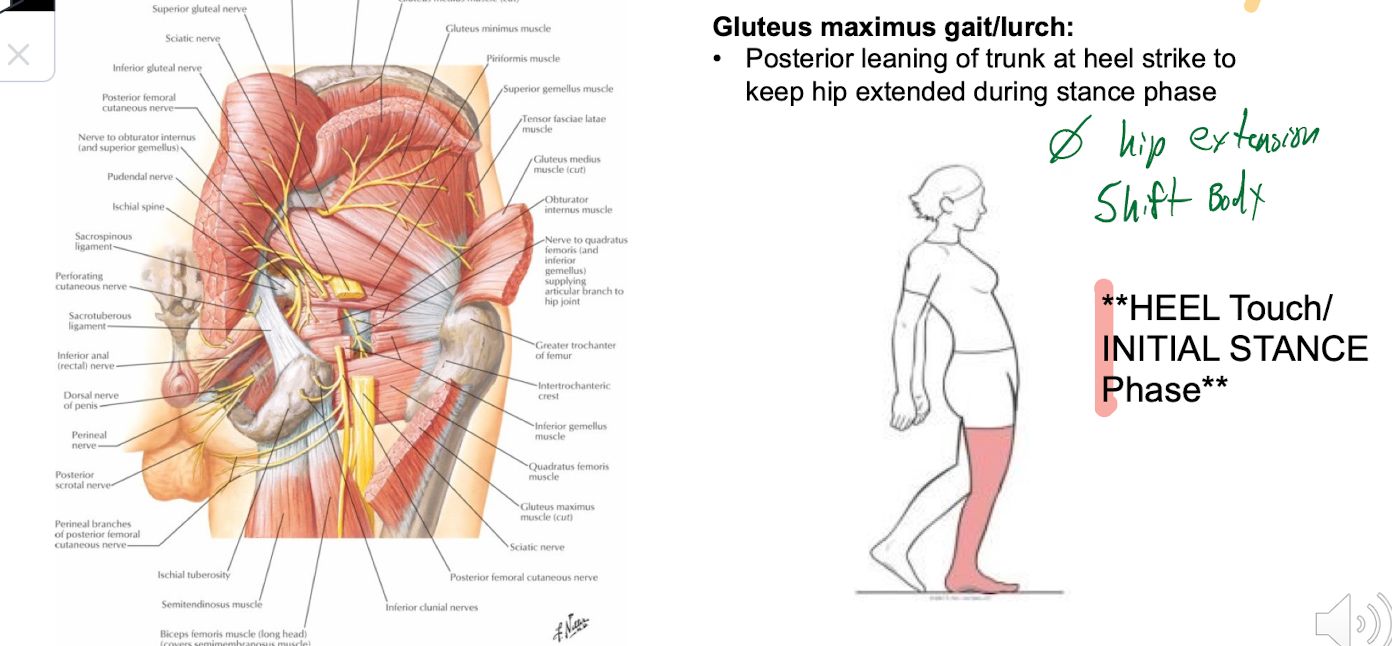 Superior gluteal nerve
Sciatic nerve
Inferior gluteal nerve
Posterior femoral
cutaneous nerve
Nerve to obturator internus
(and superior gemellus)
Pudendal nerve
Ischial spine
Sacrospinous
ligament
Perforating
cutaneous nerve
Sacrotuberous
ligament
Inferior anal
(rectal) nerve
Dorsal nerve
of penis
Perineal
nerve
Posterior
scrotal nerve
Perineal branches
of posterior femoral
cutaneous nerve
Ischial tuberosity
Semitendinosus muscle
Biceps femoris muscle (long head)
(covers semimembranosus muscle)
Gluteus medius muscle (cut)
Gluteus minimus muscle
Piriformis muscle
Superior gemellus muscle
Tensor fasciae latae
muscle
Gluteus medius
muscle (cut)
Obturator
internus muscle
Nerve to quadratus
femoris (and
inferior
gemellus)
supplying
articular branch to
hip joint
Greater trochanter
of femur
Intertrochanteric
crest
Inferior gemellus
muscle
Quadratus femoris
muscle
Gluteus maximus
muscle (cut)
Sciatic nerve
Posterior femoral cutaneous nerve
Inferior clunial nerves
F. Netter
Gluteus maximus gait/lurch:
• Posterior leaning of trunk at heel strike to
keep hip extended during stance phase
Ø hip extension
Shift Body
**HEEL Touch/
INITIAL STANCE
Phase**